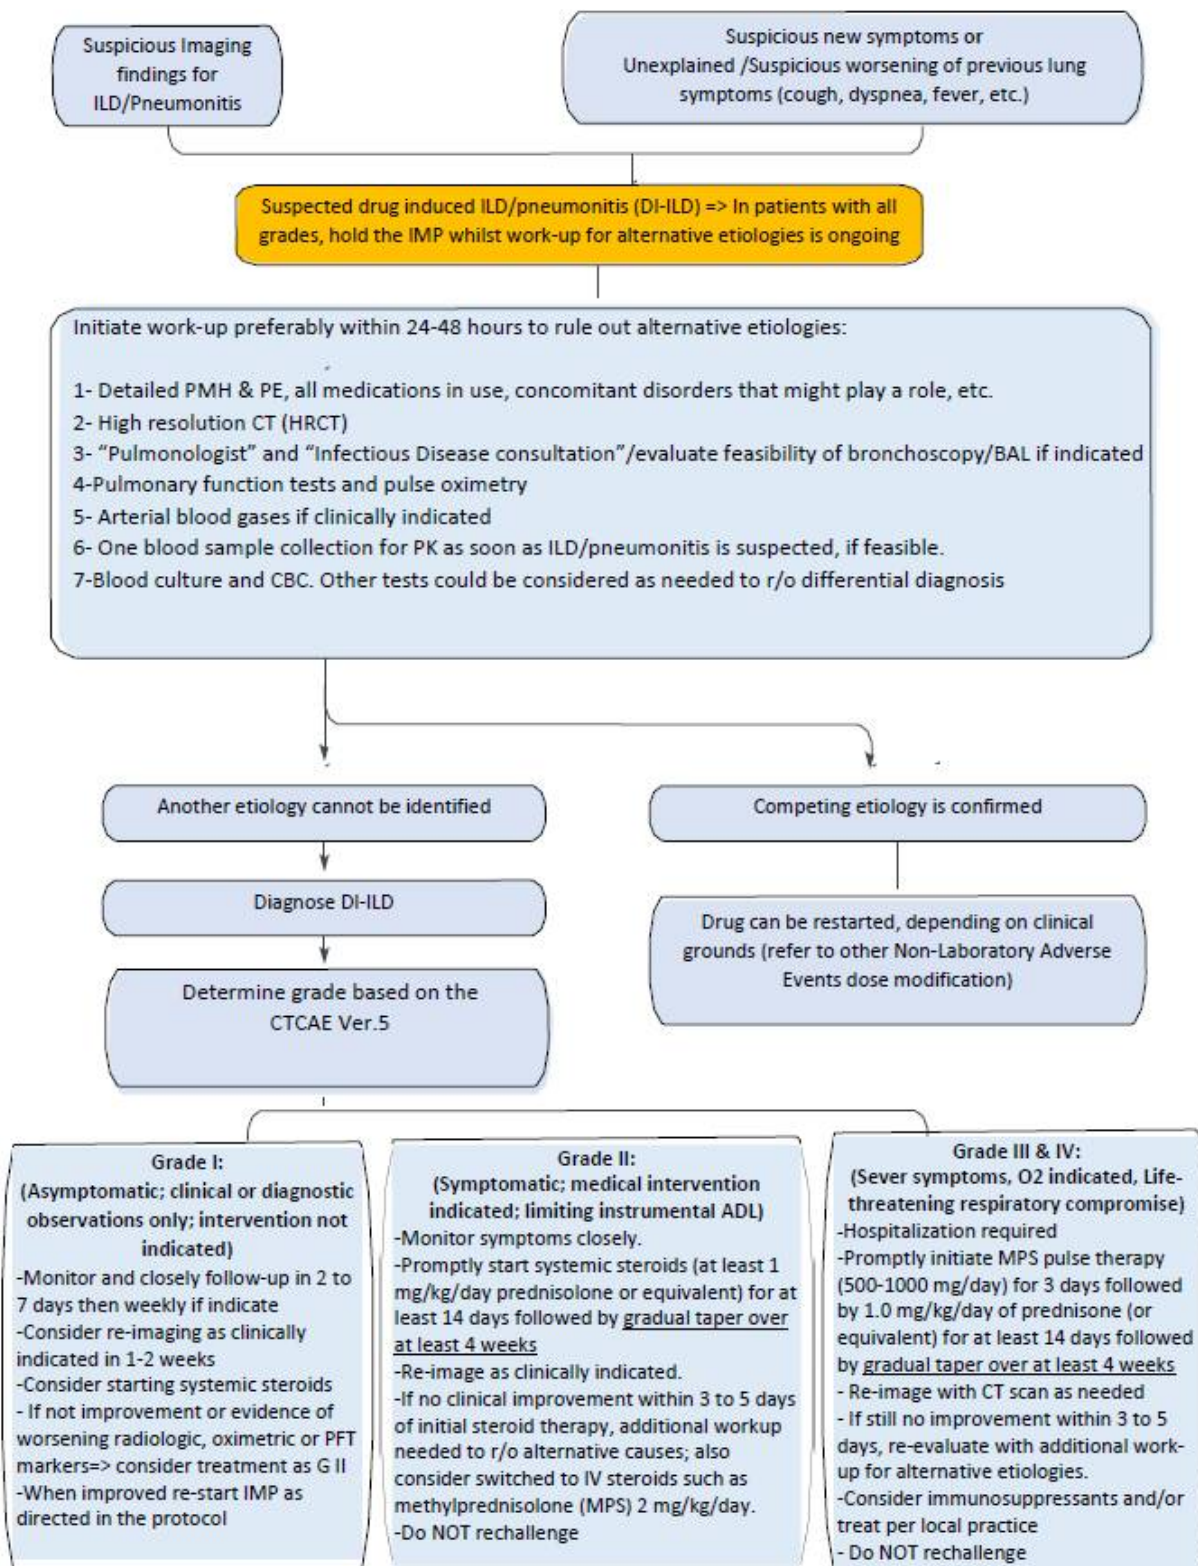 Suspicious Imaging
findings for
ILD/Pneumonitis
Suspicious new symptoms or
Unexplained /Suspicious worsening of previous lung
symptoms (cough, dyspnea, fever, etc.)
Suspected drug induced ILD/pneumonitis (DI-ILD) => In patients with all
grades, hold the IMP whilst work-up for alternative etiologies is ongoing
Initiate work-up preferably within 24-48 hours to rule out alternative etiologies:
1- Detailed PMH & PE, all medications in use, concomitant disorders that might play a role, etc.
2- High resolution CT (HRCT)
3- “Pulmonologist” and “Infectious Disease consultation”/evaluate feasibility of bronchoscopy/BAL if indicated
4-Pulmonary function tests and pulse oximetry
5- Arterial blood gases if clinically indicated
6- One blood sample collection for PK as soon as ILD/pneumonitis is suspected, if feasible.
7-Blood culture and CBC. Other tests could be considered as needed to r/o differential diagnosis
Another etiology cannot be identified
Competing etiology is confirmed
Diagnose DI-ILD
Drug can be restarted, depending on clinical
grounds (refer to other Non-Laboratory Adverse
Events dose modification)
Determine grade based on the
CTCAE Ver.5
Grade I:
(Asymptomatic; clinical or diagnostic
observations only; intervention not
indicated)
-Monitor and closely follow-up in 2 to
7 days then weekly if indicate
-Consider re-imaging as clinically
indicated in 1-2 weeks
-Consider starting systemic steroids
- If not improvement or evidence of
worsening radiologic, oximetric or PFT
markers=> consider treatment as G II
-When improved re-start IMP as
directed in the protocol
Grade II:
(Symptomatic; medical intervention
indicated; limiting instrumental ADL)
-Monitor symptoms closely.
-Promptly start systemic steroids (at least 1
mg/kg/day prednisolone or equivalent) for at
least 14 days followed by gradual taper over
at least 4 weeks
-Re-image as clinically indicated.
-If no clinical improvement within 3 to 5 days
of initial steroid therapy, additional workup
needed to r/o alternative causes; also
consider switched to IV steroids such as
methylprednisolone (MPS) 2 mg/kg/day.
-Do NOT rechallenge
Grade III & IV:
(Sever symptoms, O2 indicated, Life-
threatening respiratory compromise)
-Hospitalization required
-Promptly initiate MPS pulse therapy
(500-1000 mg/day) for 3 days followed
by 1.0 mg/kg/day of prednisone (or
equivalent) for at least 14 days followed
by gradual taper over at least 4 weeks
- Re-image with CT scan as needed
- If still no improvement within 3 to 5
days, re-evaluate with additional work-
up for alternative etiologies.
-Consider immunosuppressants and/or
treat per local practice
- Do NOT rechallenge